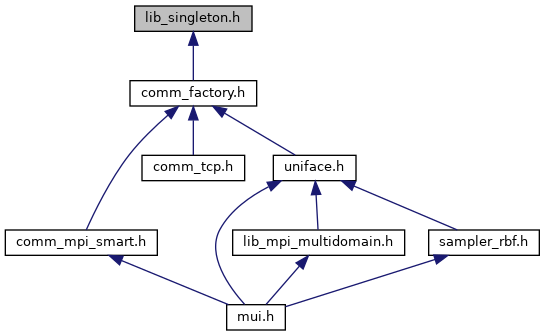 lib_singleton.h
comm_factory.h
comm_tcp.h
uniface.h
comm_mpi_smart.h
lib_mpi_multidomain.h
sampler_rbf.h
mui.h